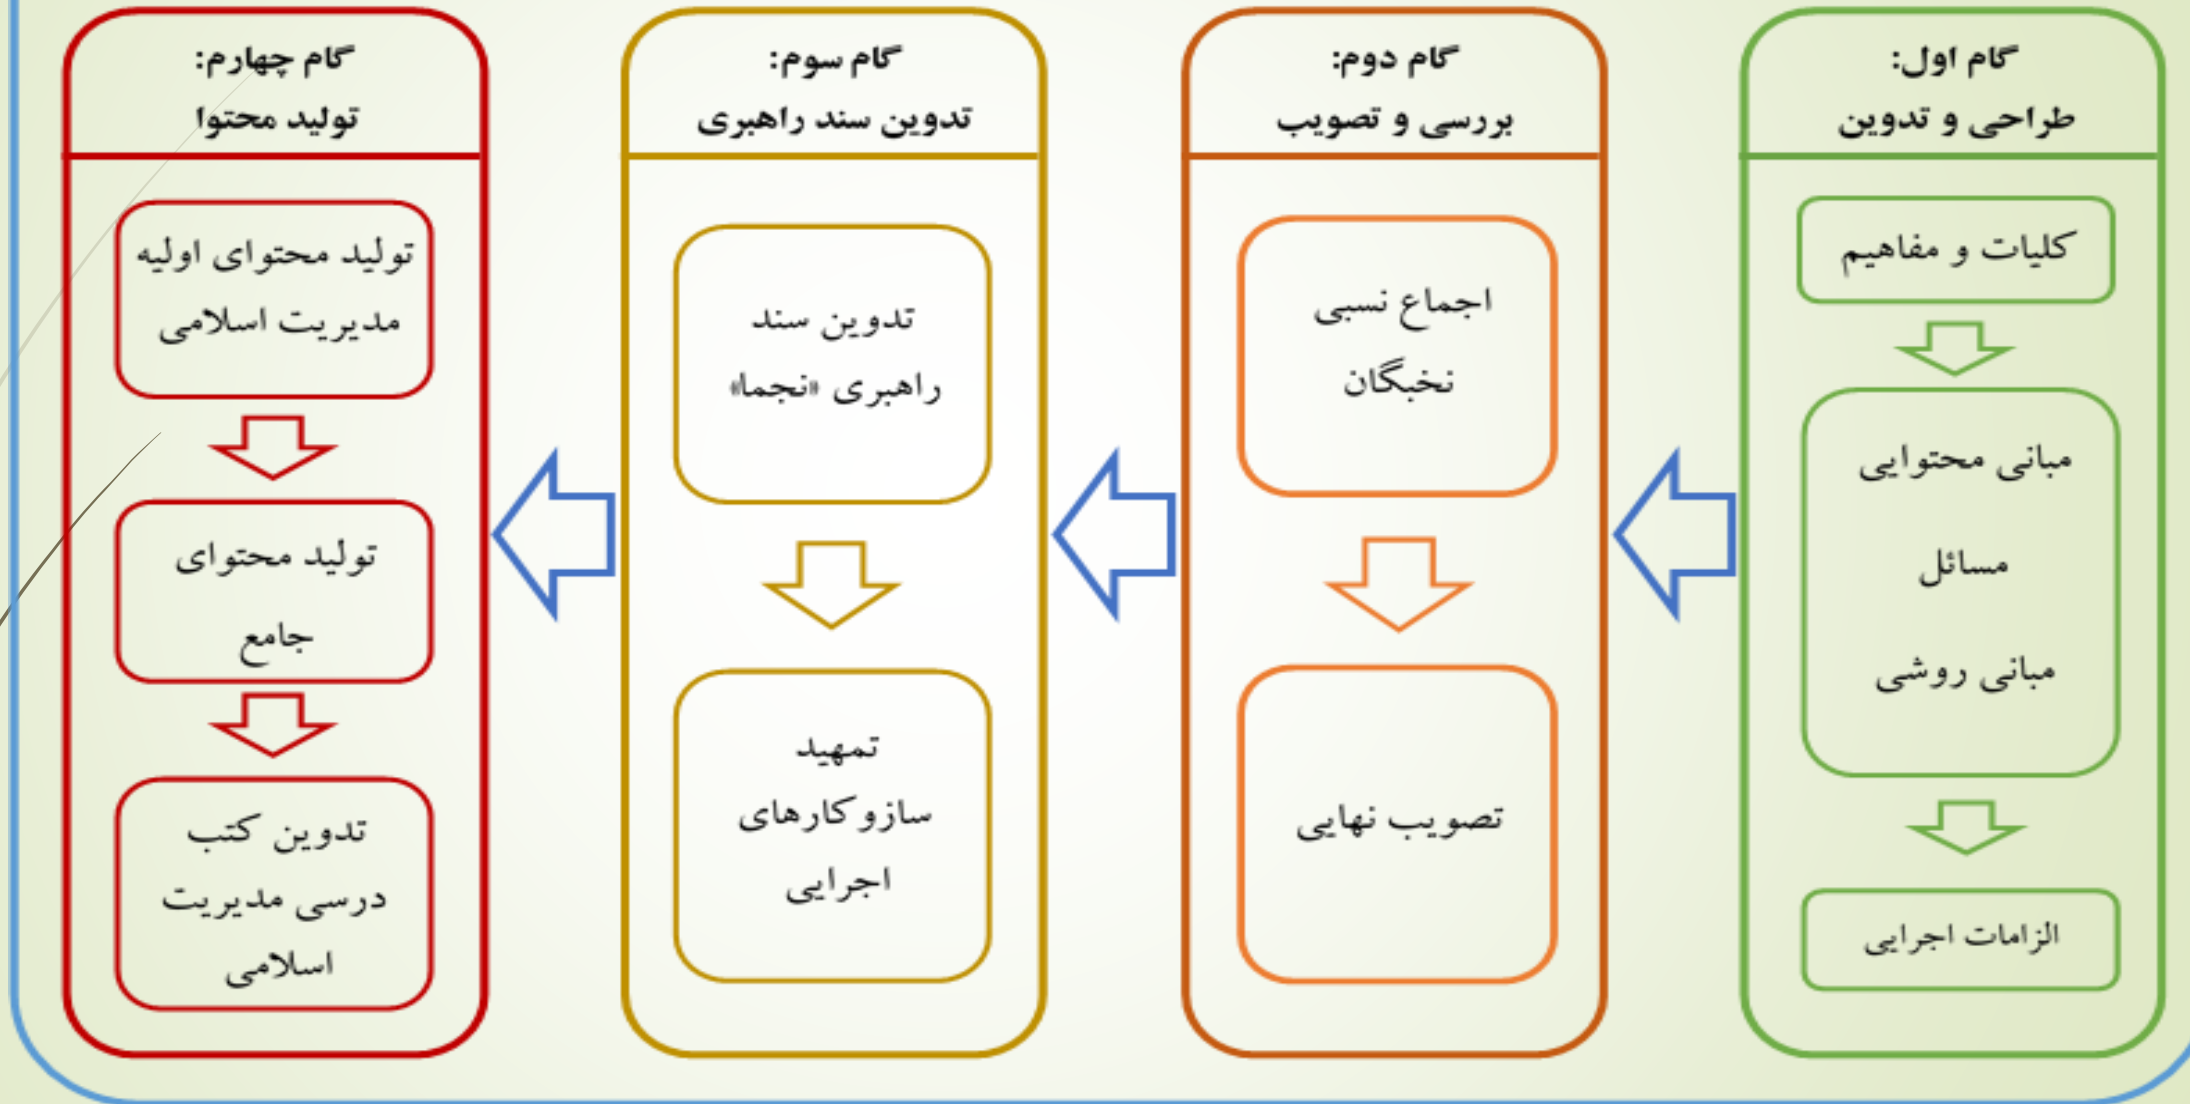 گام اول:
طراحی و تدوین
کلیات و مفاهیم
مبانی محتوایی
مسائل
مبانی روشی
الزامات اجرایی
گام دوم:
بررسی و تصویب
اجماع نسبی
نخبگان
تصویب نهایی
گام سوم:
تدوین سند راهبری
تدوین سند
راهبری «نجما»
تمهید
سازوکارهای
اجرایی
گام چهارم:
تولید محتوا
تولید محتوای اولیه
مدیریت اسلامی
تولید محتوای
جامع
تدوین کتب
درسی مدیریت
اسلامی